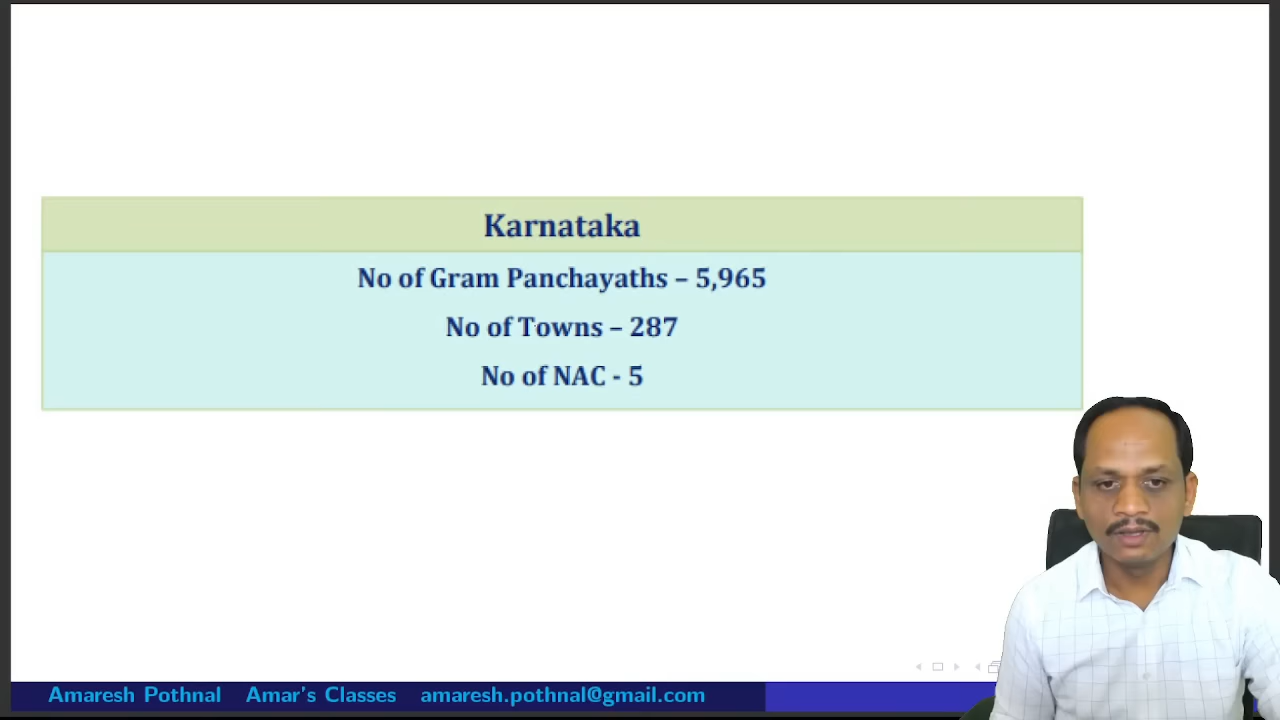 Karnataka
No of Gram Panchayaths – 5,965
No of Towns – 287
No of NAC - 5
Amaresh Pothnal Amar's Classes amaresh.pothnal@gmail.com